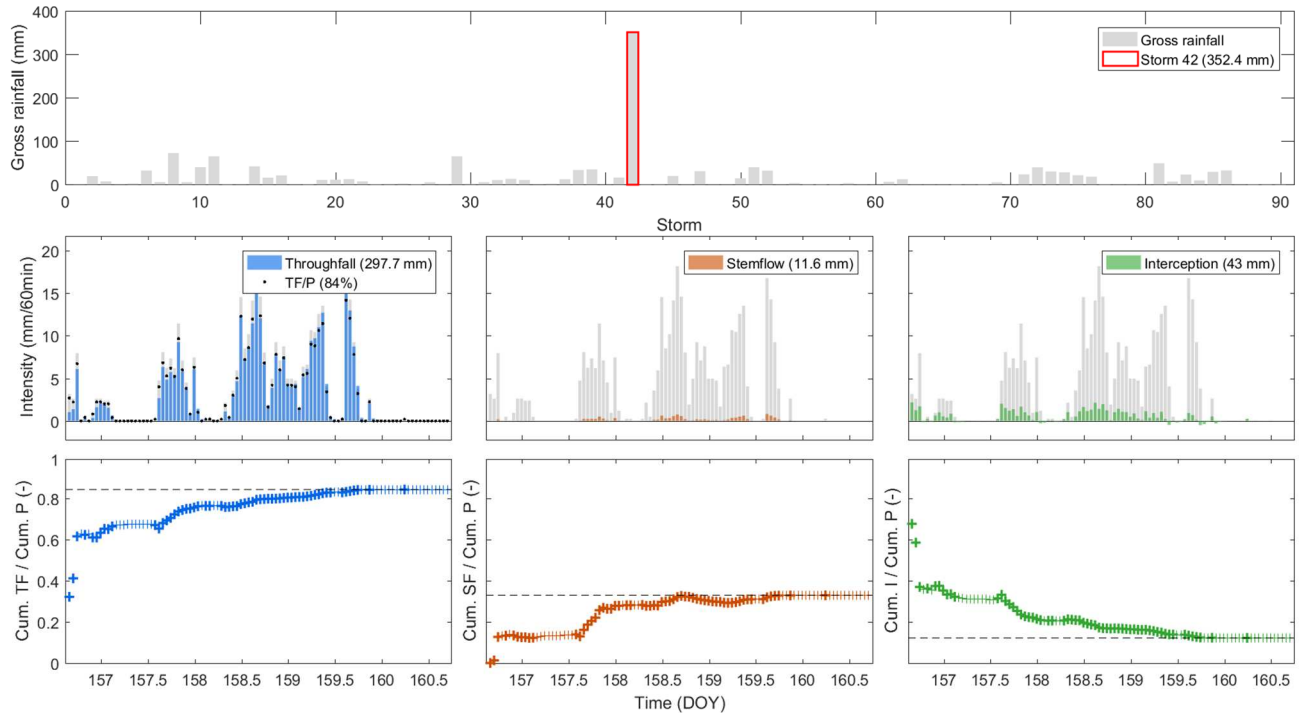 400
300
200
100
0
Gross rainfall (mm)
Gross rainfall
Storm 42 (352.4 mm)
0 10 20 30 40 50 60 70 80 90
Storm
20
15
10
5
0
Intensity (mm/60min)
Throughfall (297.7 mm)
TF/P (84%)
Stemflow (11.6 mm)
Interception (43 mm)
1
0.8
0.6
0.4
0.2
0
Cum. TF / Cum. P (-)
Cum. SF / Cum. P (-)
Cum. I / Cum. P (-)
157 157.5 158 158.5 159 159.5 160 160.5
157 157.5 158 158.5 159 159.5 160 160.5
157 157.5 158 158.5 159 159.5 160 160.5
Time (DOY)